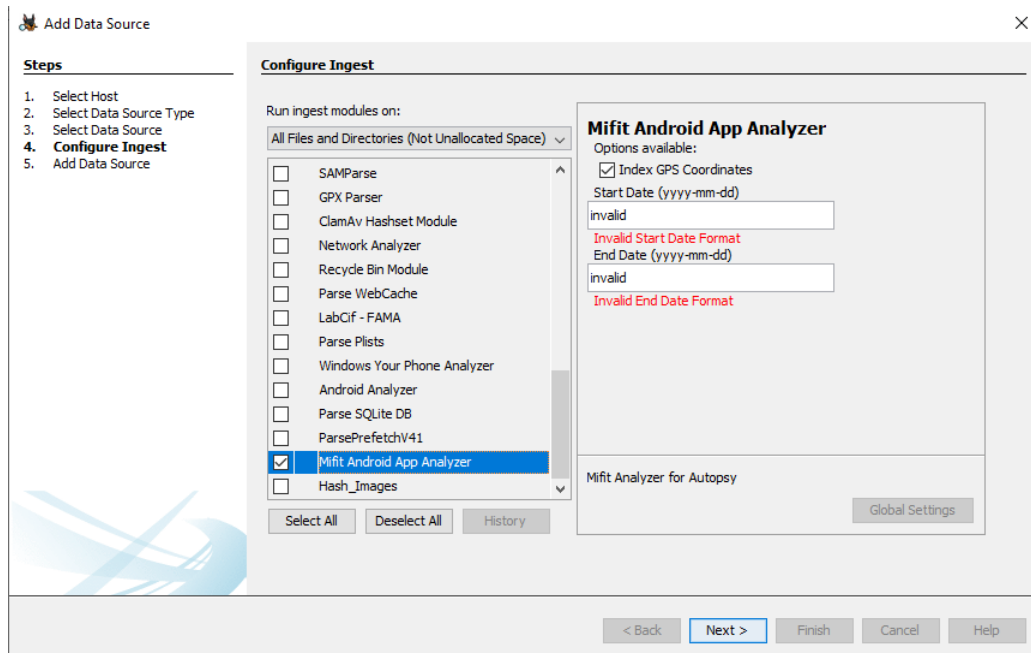 Add Data Source
Steps
1. Select Host
2. Select Data Source Type
3. Select Data Source
4. Configure Ingest
5. Add Data Source
Configure Ingest
Run ingest modules on:
All Files and Directories (Not Unallocated Space)
SAMParse
GPX Parser
ClamAv Hashset Module
Network Analyzer
Recycle Bin Module
Parse WebCache
LabCif - FAMA
Parse Plists
Windows Your Phone Analyzer
Android Analyzer
Parse SQLite DB
ParsePrefetchV41
Mifit Android App Analyzer
Hash_Images
Select All
Deselect All
History
Mifit Android App Analyzer
Options available:
Index GPS Coordinates
Start Date (yyyy-mm-dd)
invalid
Invalid Start Date Format
End Date (yyyy-mm-dd)
invalid
Invalid End Date Format
Mifit Analyzer for Autopsy
Global Settings
< Back
Next >
Finish
Cancel
Help